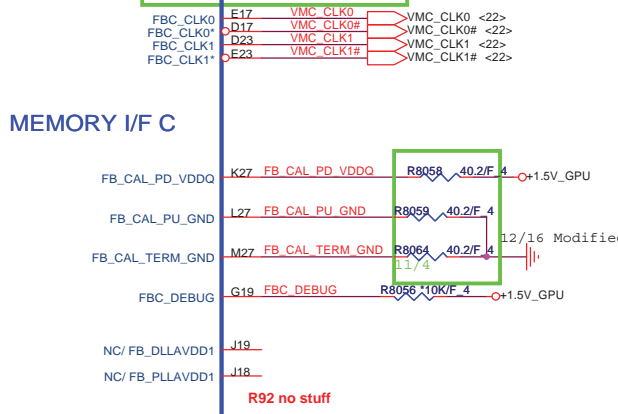 FBC_CLK0 E17 VMC_CLK0 VMC_CLK0 <22>
FBC_CLK0* D17 VMC_CLK0# VMC_CLK0# <22>
FBC_CLK1 D23 VMC_CLK1 VMC_CLK1 <22>
FBC_CLK1* E23 VMC_CLK1# VMC_CLK1# <22>
MEMORY I/F C
FB_CAL_PD_VDDQ K27 FB_CAL_PD_VDDQ R8058 40.2/F_4 +1.5V_GPU
FB_CAL_PU_GND L27 FB_CAL_PU_GND R8059 40.2/F_4
12/16 Modified
FB_CAL_TERM_GND M27 FB_CAL_TERM_GND R8064 40.2/F_4
11/4
FBC_DEBUG G19 FBC_DEBUG R8056 *10K/F_4 +1.5V_GPU
NC/ FB_DLLAVDD1 J19
NC/ FB_PLLAVDD1 J18
R92 no stuff